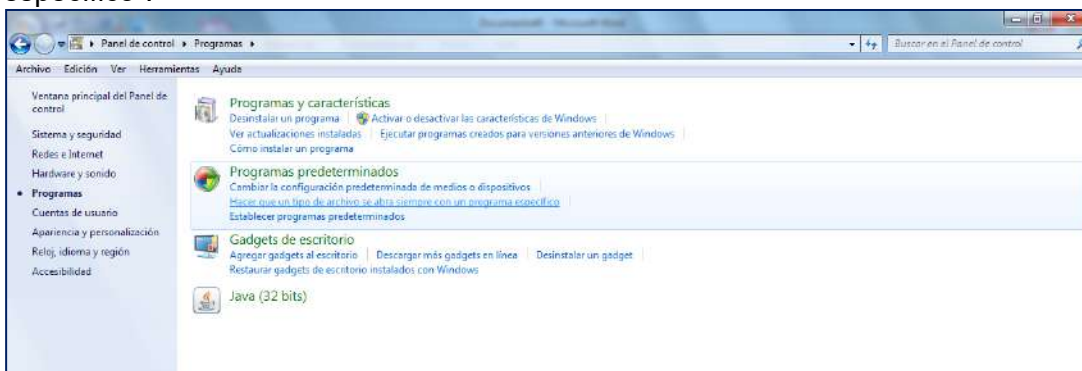 Panel de control ▸ Programas ▸
Buscar en el Panel de control
Archivo Edición Ver Herramientas Ayuda
Ventana principal del Panel de
control
Sistema y seguridad
Redes e Internet
Hardware y sonido
Programas
Cuentas de usuario
Apariencia y personalización
Reloj, idioma y región
Accesibilidad
Programas y características
Desinstalar un programa Activar o desactivar las características de Windows
Ver actualizaciones instaladas Ejecutar programas creados para versiones anteriores de Windows
Cómo instalar un programa
Programas predeterminados
Cambiar la configuración predeterminada de medios o dispositivos
Hacer que un tipo de archivo se abra siempre con un programa específico
Establecer programas predeterminados
Gadgets de escritorio
Agregar gadgets al escritorio Descargar más gadgets en línea Desinstalar un gadget
Restaurar gadgets de escritorio instalados con Windows
Java (32 bits)